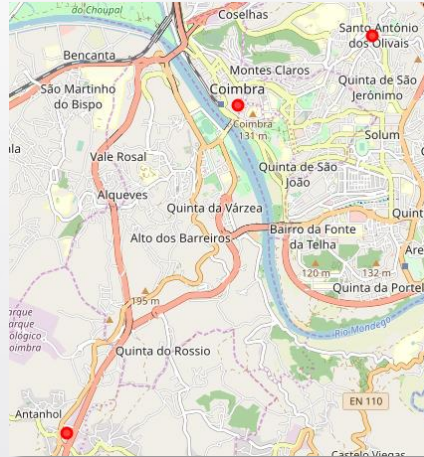 do Choupal
Coselhas
Santo António
dos Olivais
Bencanta
Montes Claros
Quinta de São
Jerónimo
São Martinho
do Bispo
Coimbra
Coimbra
131 m
Solum
Vale Rosal
Quinta de São
João
Alqueves
Quinta da Várzea
Quint
Alto dos Barreiros
Bairro da Fonte
da Telha
Are
120 m
132 m
Quinta da Portel
195 m
arque
arque
ológico
oimbra
Rio Mondego
Quinta do Rossio
EN 110
Antanhol
Castelo Viegas